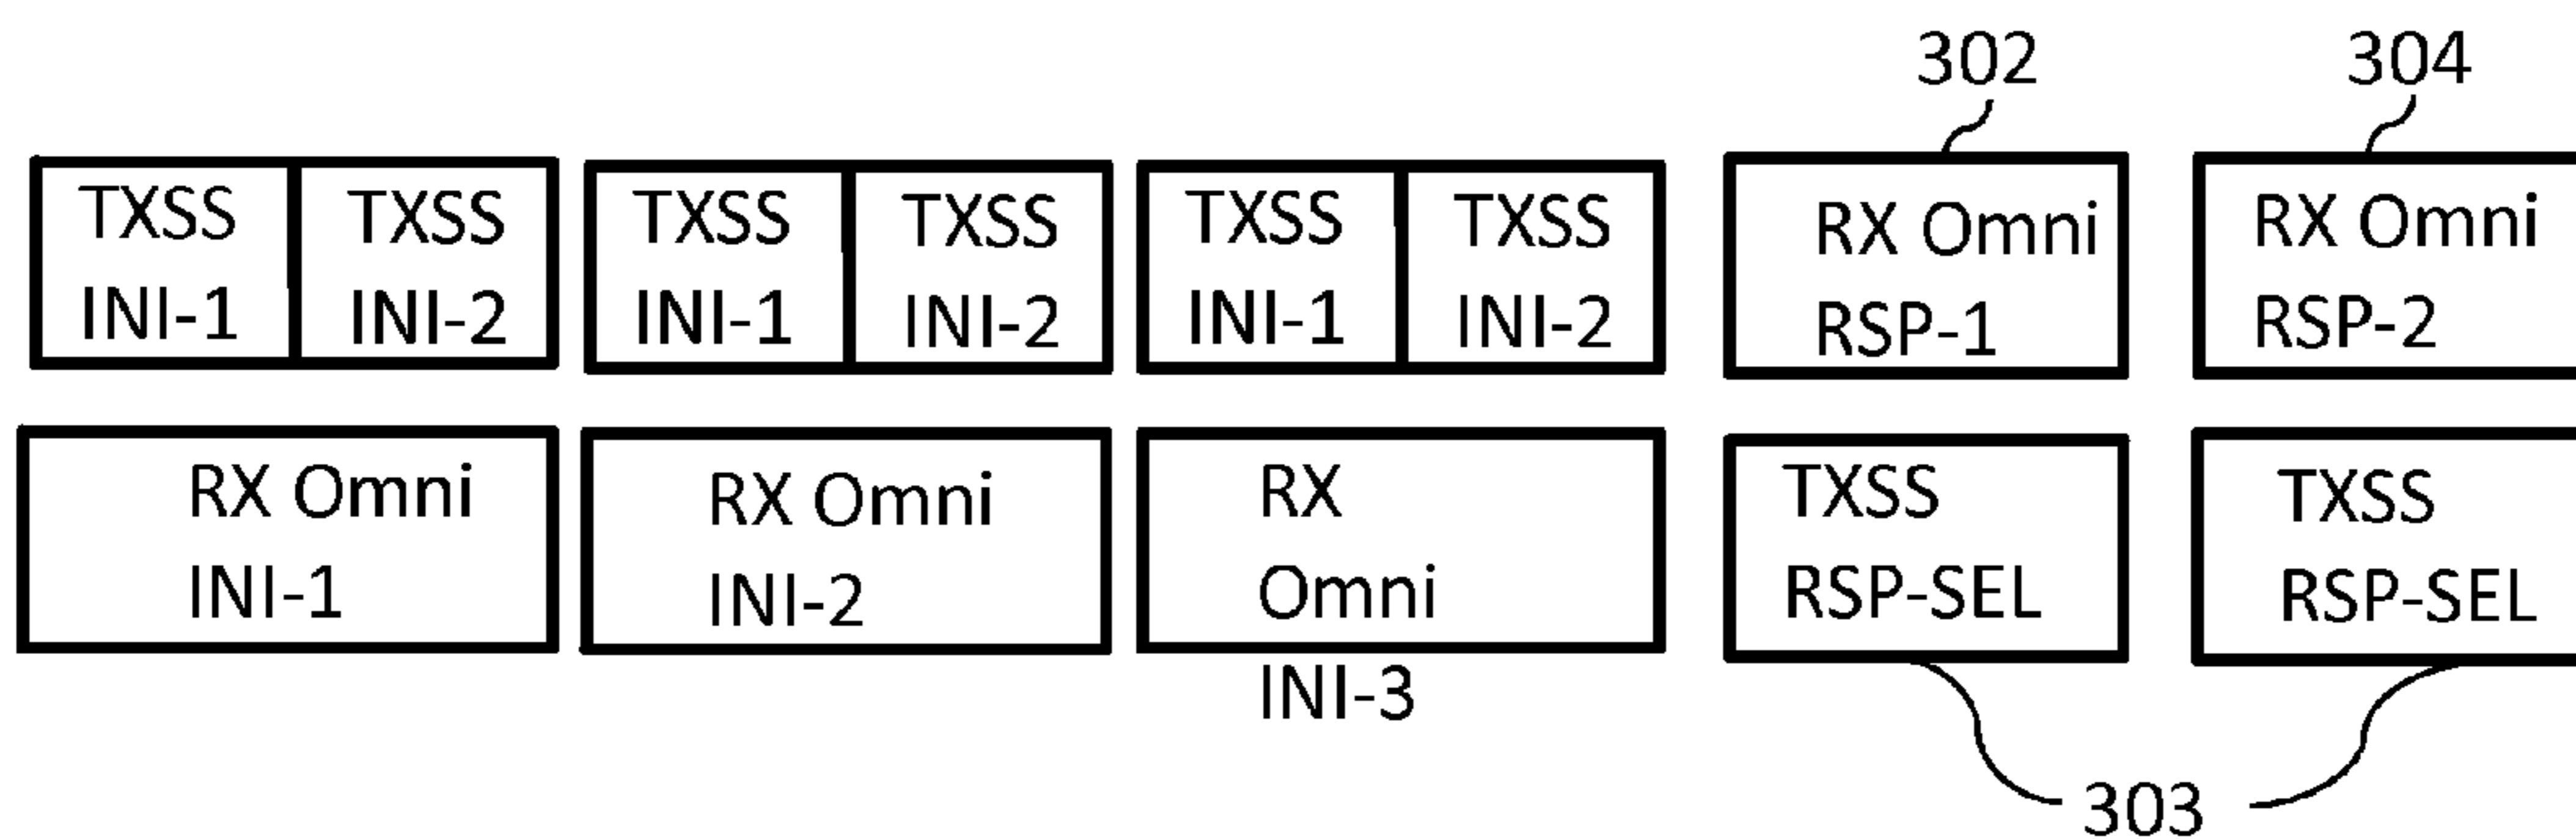 302
304
TXSS
INI-1
TXSS
INI-2
TXSS
INI-1
TXSS
INI-2
TXSS
INI-1
TXSS
INI-2
RX Omni
RSP-1
RX Omni
RSP-2
RX Omni
INI-1
RX Omni
INI-2
RX
Omni
INI-3
TXSS
RSP-SEL
TXSS
RSP-SEL
303